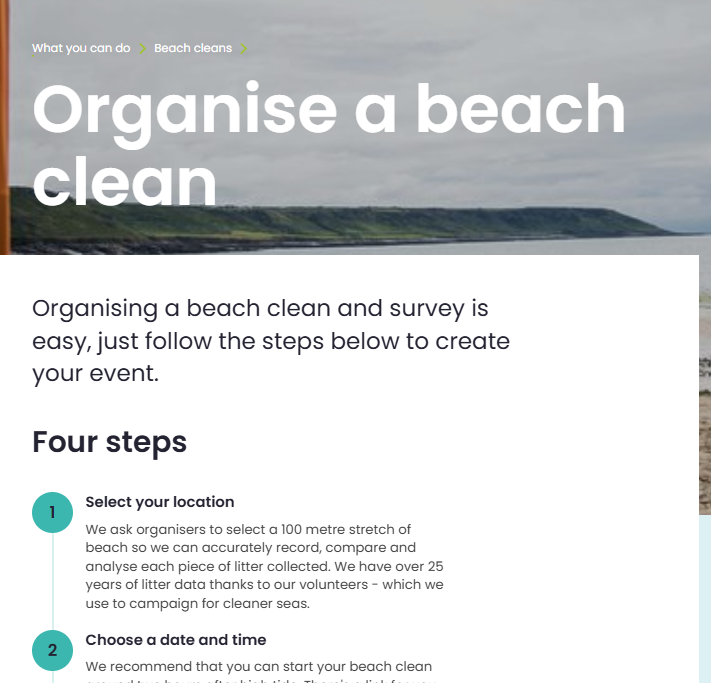 What you can do Beach cleans
Organise a beach
clean
Organising a beach clean and survey is
easy, just follow the steps below to create
your event.
Four steps
1 Select your location
We ask organisers to select a 100 metre stretch of
beach so we can accurately record, compare and
analyse each piece of litter collected. We have over 25
years of litter data thanks to our volunteers - which we
use to campaign for cleaner seas.
2 Choose a date and time
We recommend that you can start your beach clean